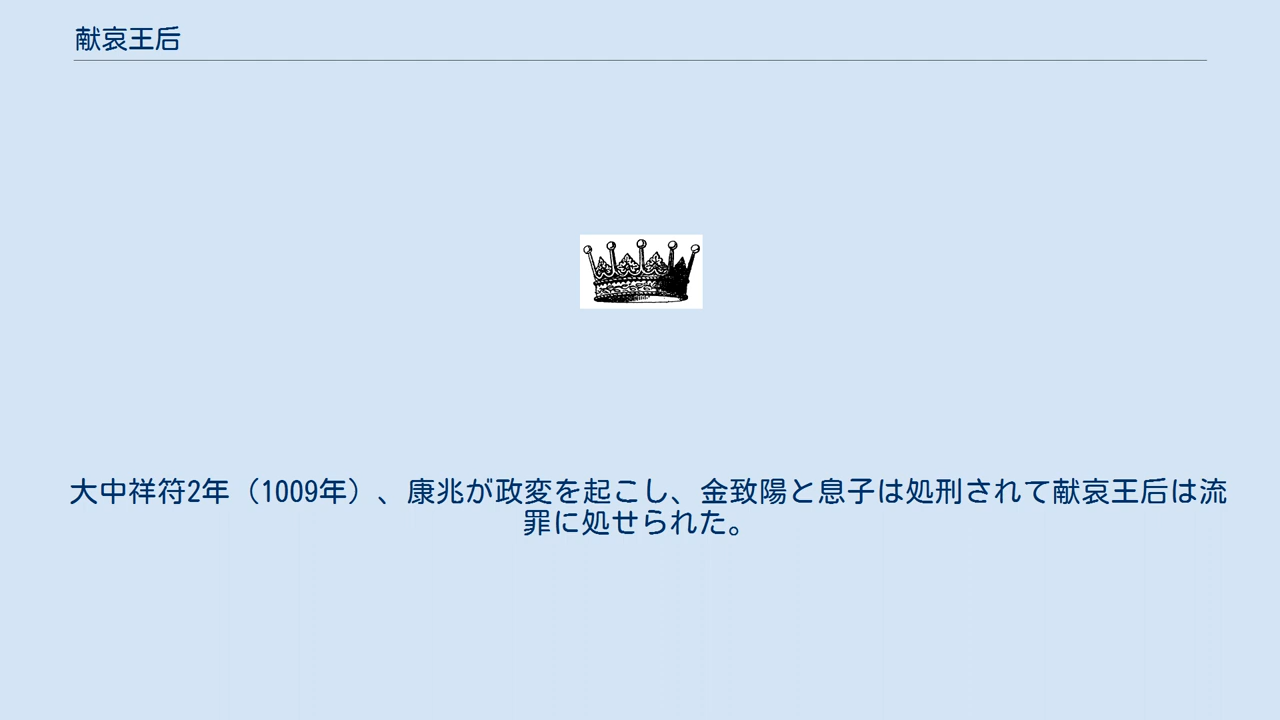 献哀王后
大中祥符2年（1009年）、康兆が政変を起こし、金致陽と息子は処刑されて献哀王后は流
罪に処せられた。